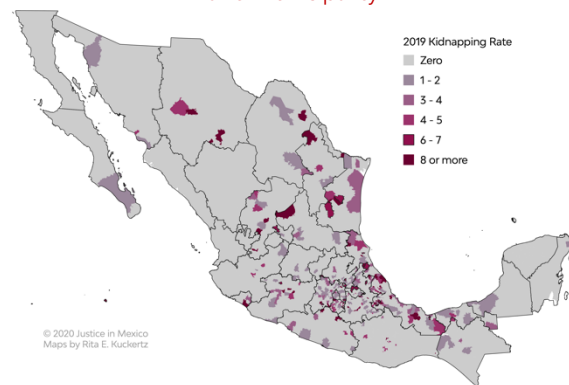 2019 Kidnapping Rate
Zero
1 - 2
3 - 4
4 - 5
6 - 7
8 or more
© 2020 Justice in Mexico
Maps by Rita E. Kuckertz